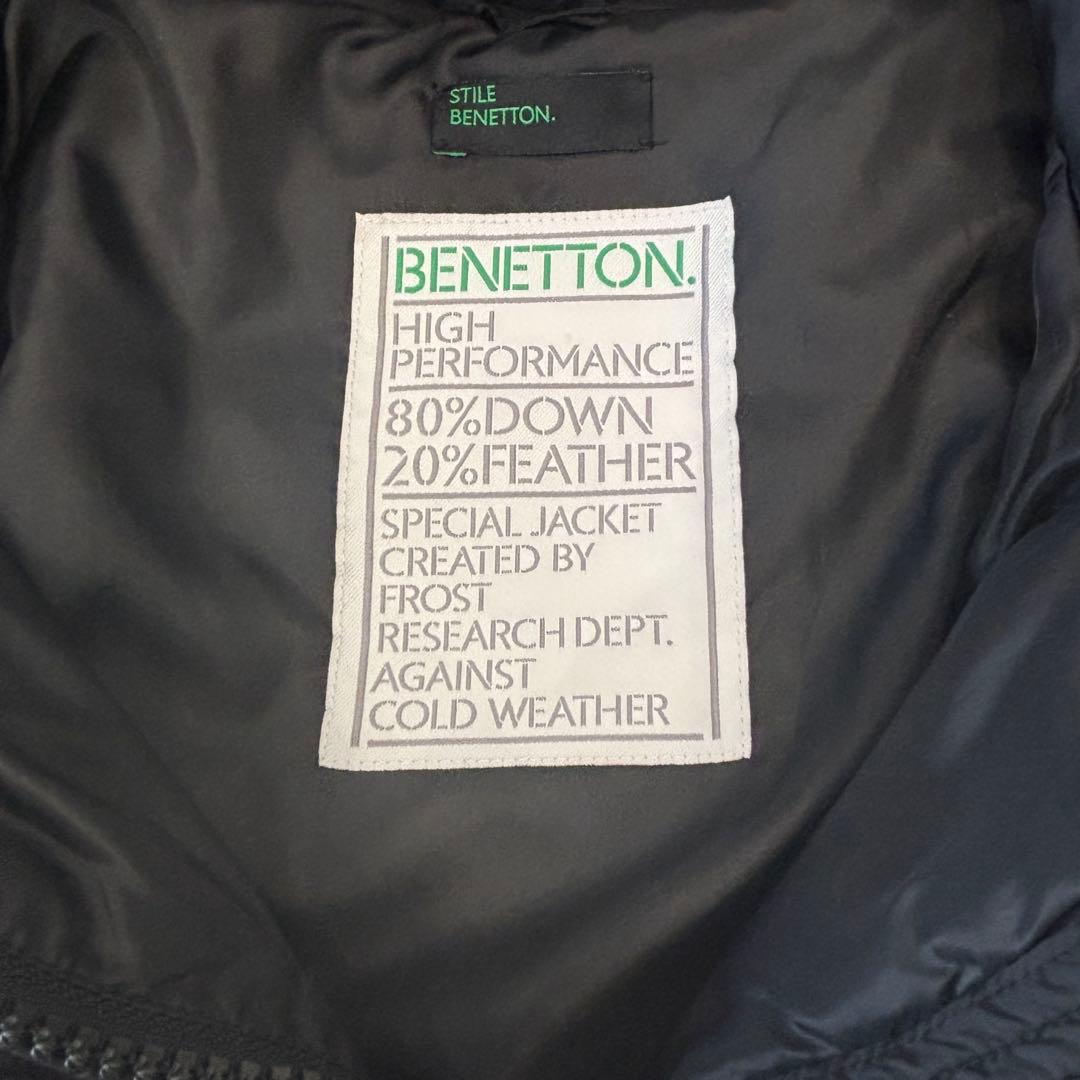 STILE
BENETTON.
BENETTON.
HIGH
PERFORMANCE
80%DOWN
20%FEATHER
SPECIAL JACKET
CREATED BY
FROST
RESEARCH DEPT.
AGAINST
COLD WEATHER